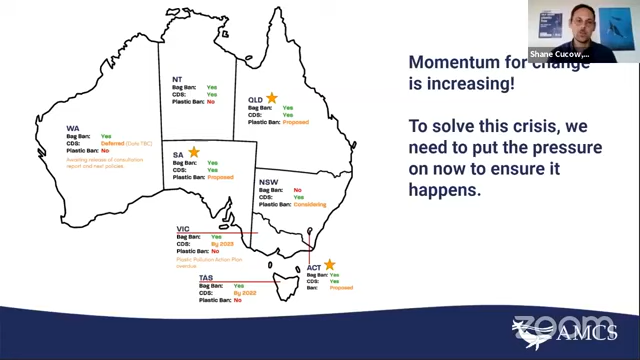 Shane Cucow,...
Momentum for change
is increasing!
To solve this crisis, we
need to put the pressure
on now to ensure it
happens.
NT
Bag Ban: Yes
CDS: Yes
Plastic Ban: No
QLD
Bag Ban: Yes
CDS: Yes
Plastic Ban: Proposed
WA
Bag Ban: Yes
CDS: Deferred (Date TBC)
Plastic Ban: No
Awaiting release of consultation
report and next policies
SA
Bag Ban: Yes
CDS: Yes
Plastic Ban: Proposed
NSW
Bag Ban: No
CDS: Yes
Plastic Ban: Considering
VIC
Bag Ban: Yes
CDS: By 2023
Plastic Ban: No
Plastic Pollution Action Plan
overdue
TAS
Bag Ban: Yes
CDS: By 2022
Plastic Ban: No
ACT
Bag Ban: Yes
CDS: Yes
Ban: Proposed
zoom
AMCS